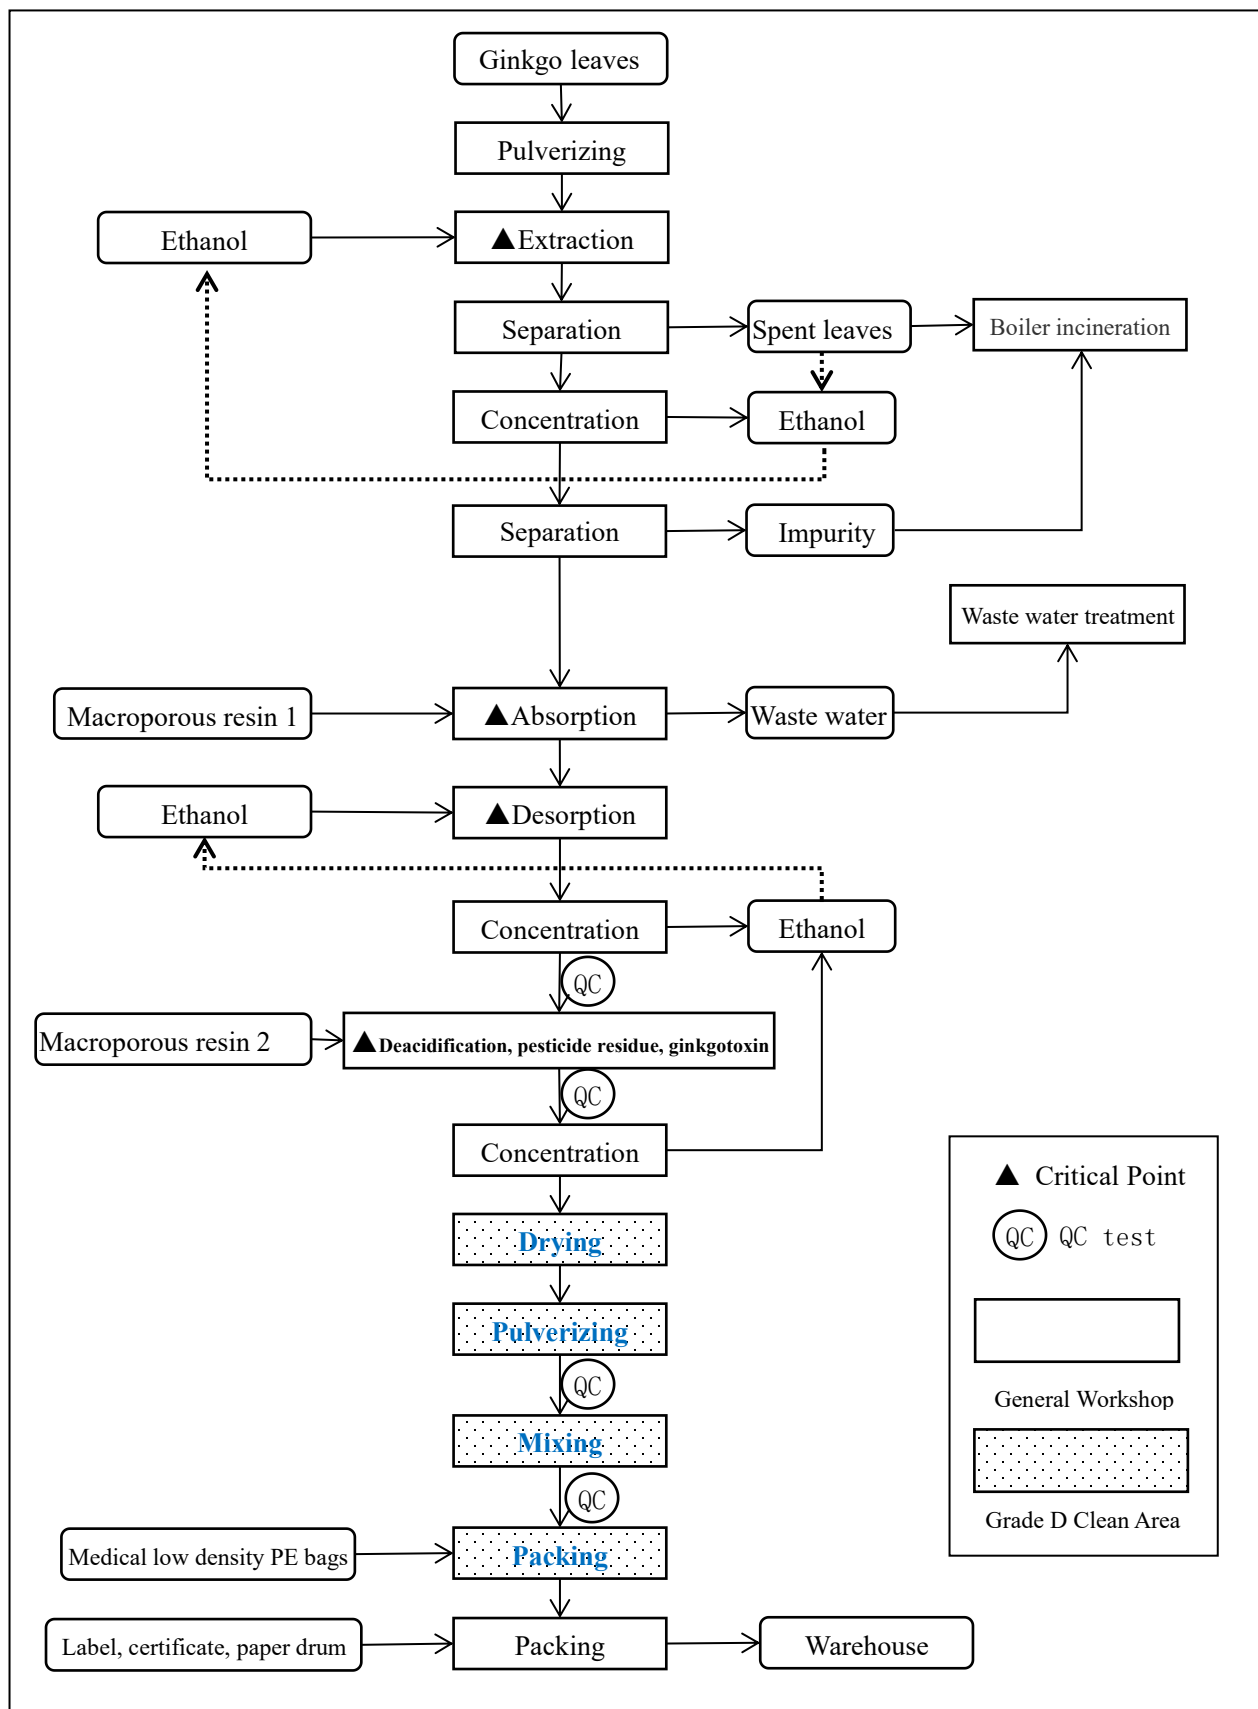 Ginkgo leaves
Pulverizing
Ethanol
▲Extraction
Separation
Spent leaves
Boiler incineration
Concentration
Ethanol
Separation
Impurity
Waste water treatment
Macroporous resin 1
▲Absorption
Waste water
Ethanol
▲Desorption
Concentration
Ethanol
QC
Macroporous resin 2
▲Deacidification, pesticide residue, ginkgotoxin
QC
Concentration
Drying
Pulverizing
QC
Mixing
QC
Medical low density PE bags
Packing
Label, certificate, paper drum
Packing
Warehouse
▲ Critical Point
QC QC test
General Workshop
Grade D Clean Area